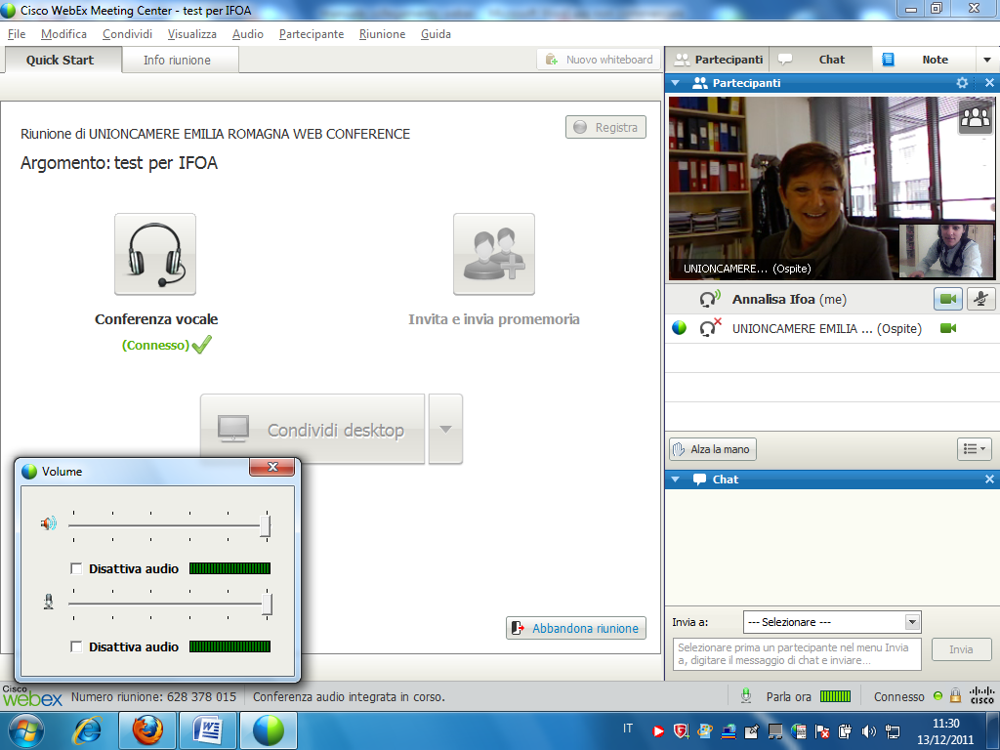 Cisco WebEx Meeting Center - test per IFOA
File Modifica Condividi Visualizza Audio Partecipante Riunione Guida
Quick Start Info riunione Nuovo whiteboard
Partecipanti Chat Note
Partecipanti
Riunione di UNIONCAMERE EMILIA ROMAGNA WEB CONFERENCE
Registra
Argomento: test per IFOA
Conferenza vocale
(Connesso)
Invita e invia promemoria
Condividi desktop
UNIONCAMERE... (Ospite)
Annalisa Ifoa (me)
UNIONCAMERE EMILIA ... (Ospite)
Alza la mano
Chat
Volume
Disattiva audio
Disattiva audio
Abbandona riunione
Invia a: --- Selezionare ---
Selezionare prima un partecipante nel menu Invia
a, digitare il messaggio di chat e inviare...
Invia
Cisco
webex
Numero riunione: 628 378 015
Conferenza audio integrata in corso.
Parla ora
Connesso
cisco
IT
11:30
13/12/2011